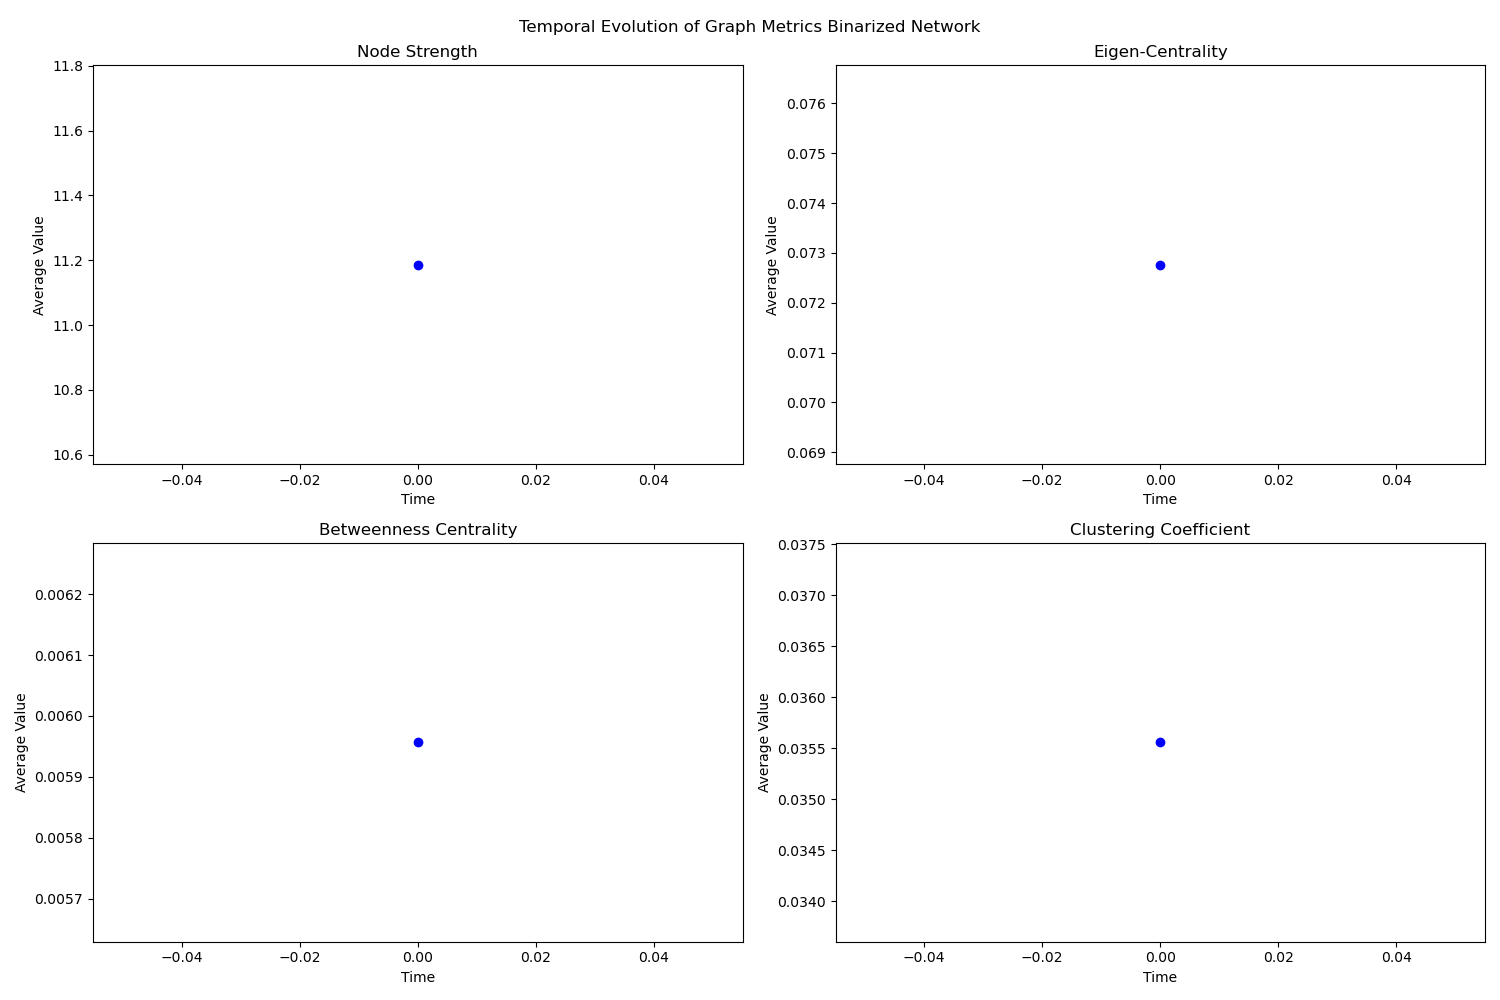 Temporal Evolution of Graph Metrics Binarized Network
Node Strength
11.8
11.6
11.4
11.2
11.0
10.8
10.6
Average Value
−0.04 −0.02 0.00 0.02 0.04
Time
Eigen-Centrality
0.076
0.075
0.074
0.073
0.072
0.071
0.070
0.069
Average Value
−0.04 −0.02 0.00 0.02 0.04
Time
Betweenness Centrality
0.0062
0.0061
0.0060
0.0059
0.0058
0.0057
Average Value
−0.04 −0.02 0.00 0.02 0.04
Time
Clustering Coefficient
0.0375
0.0370
0.0365
0.0360
0.0355
0.0350
0.0345
0.0340
Average Value
−0.04 −0.02 0.00 0.02 0.04
Time